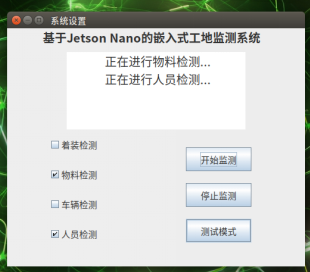 系统设置
基于Jetson Nano的嵌入式工地监测系统
正在进行物料检测...
正在进行人员检测...
着装检测
物料检测
车辆检测
人员检测
开始监测
停止监测
测试模式